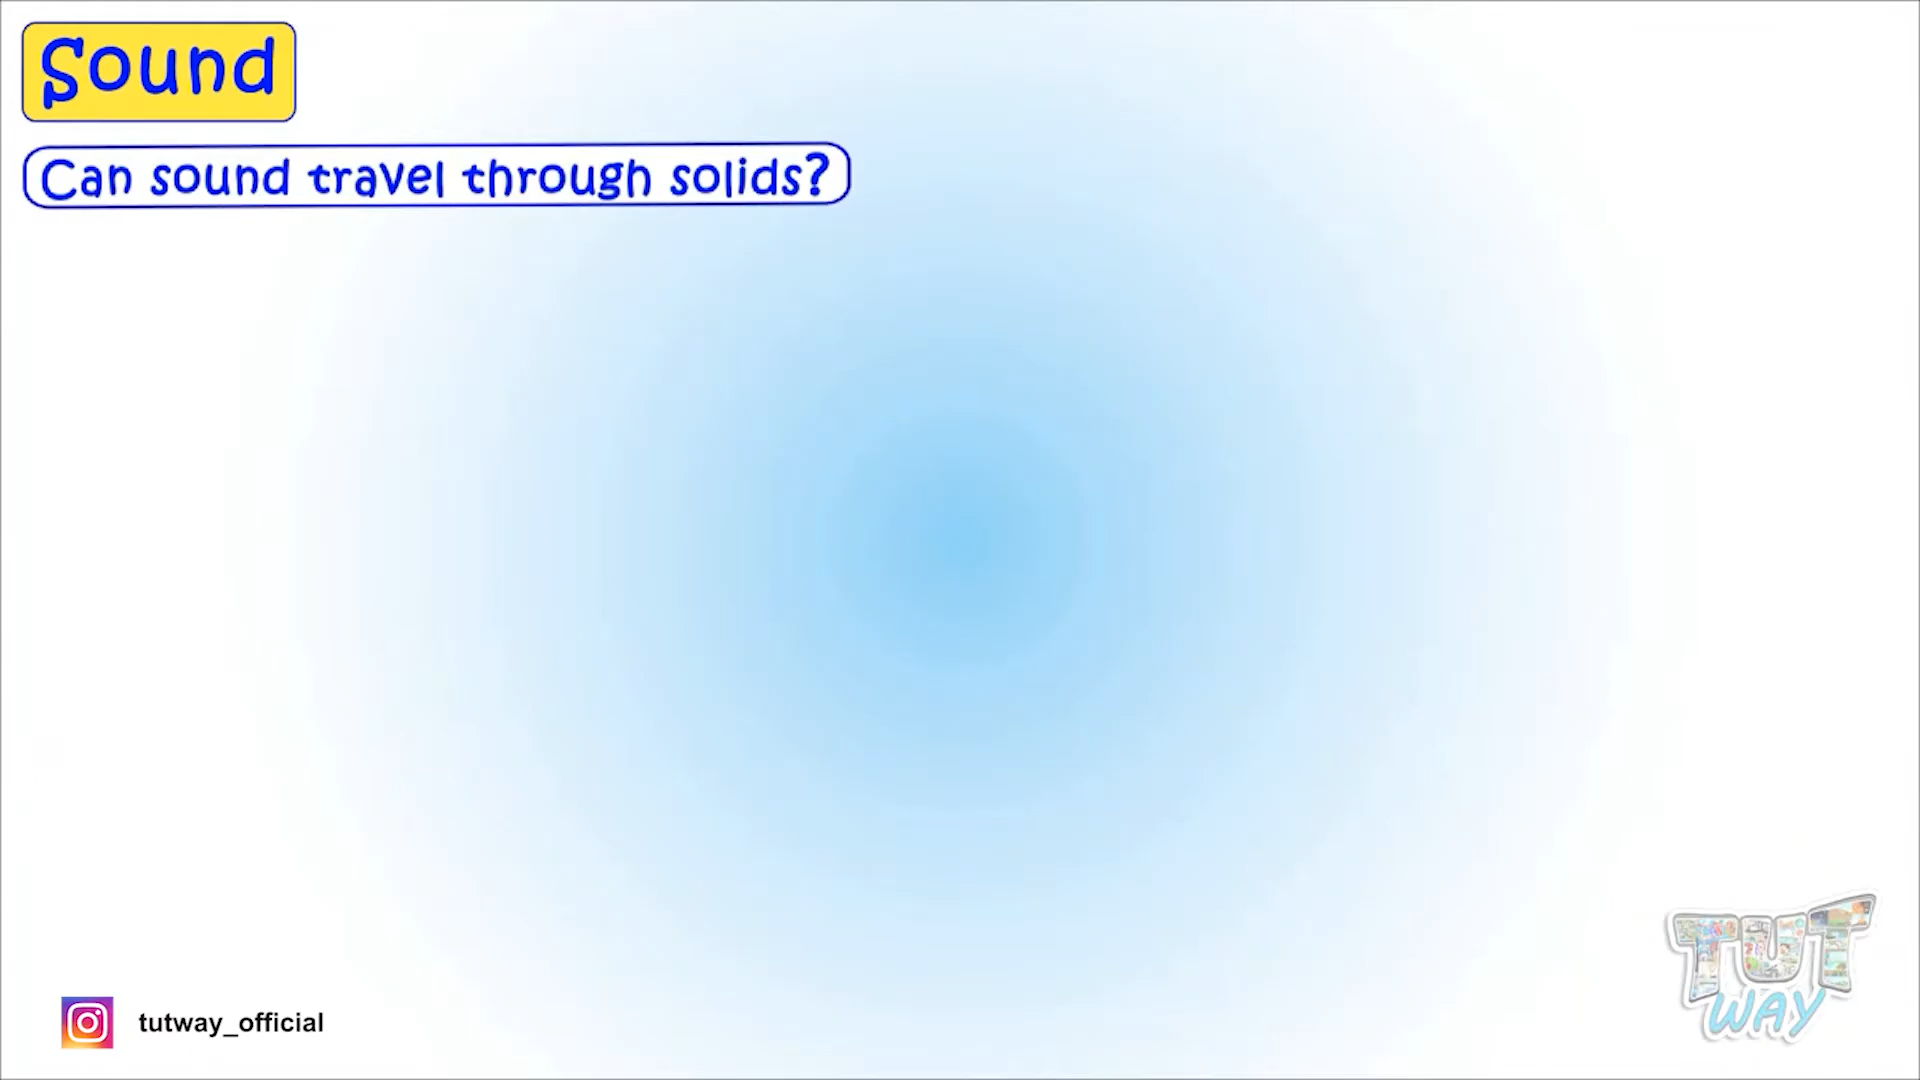 Sound
Can sound travel through solids?
TUT
WAY
tutway_official